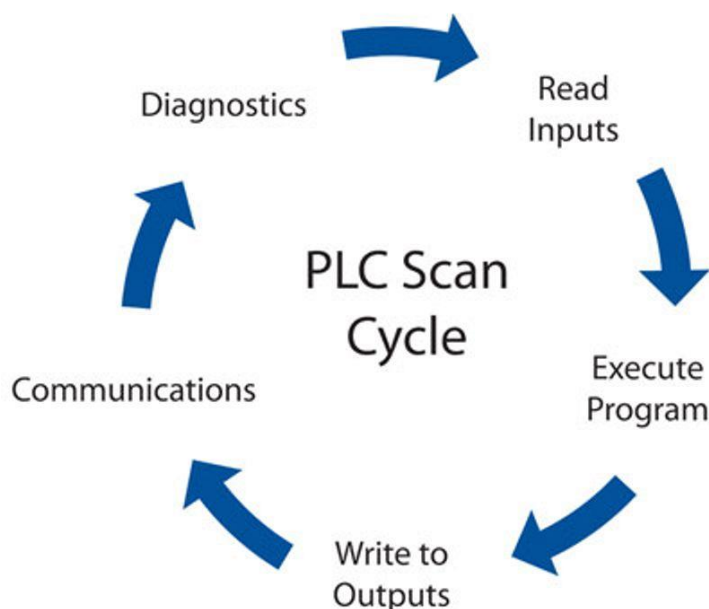 PLC Scan
Cycle
Read
Inputs
Execute
Program
Write to
Outputs
Communications
Diagnostics